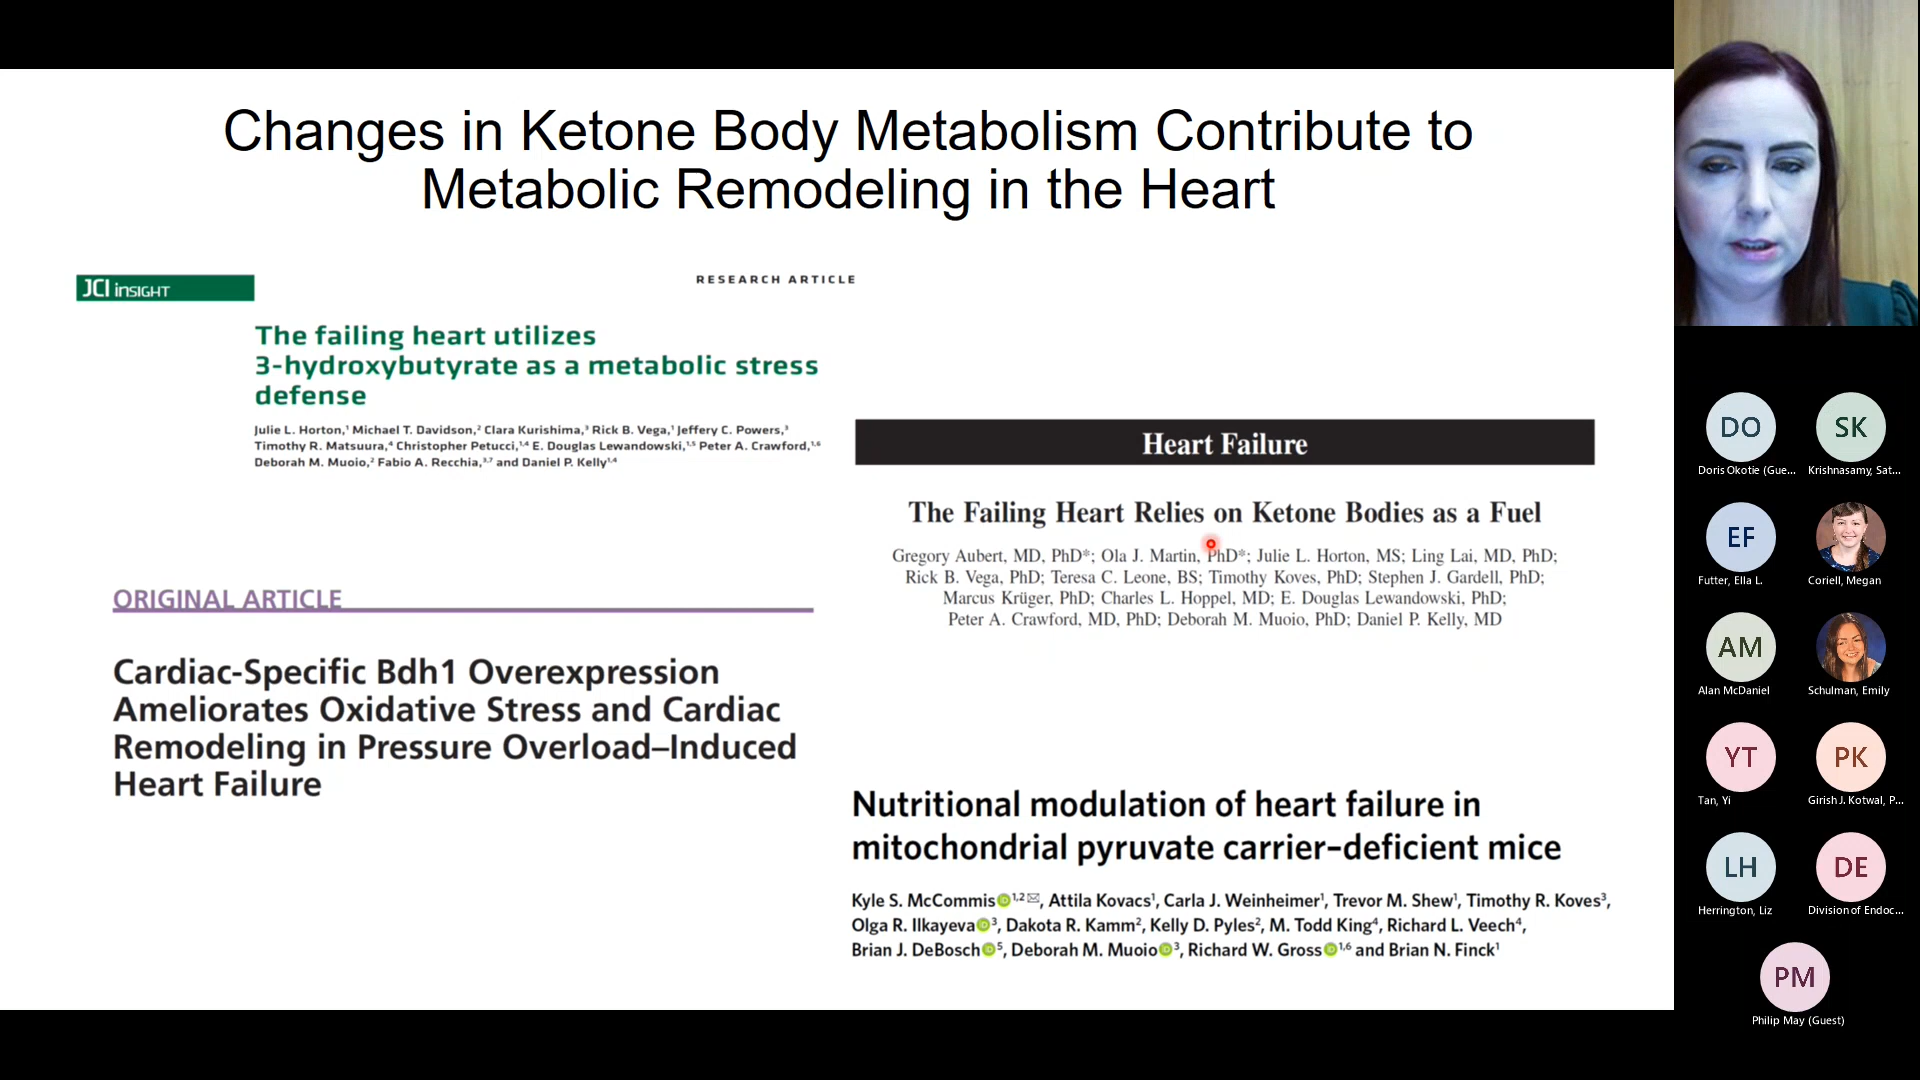 Changes in Ketone Body Metabolism Contribute to
Metabolic Remodeling in the Heart
JCI INSIGHT
RESEARCH ARTICLE
The failing heart utilizes
3-hydroxybutyrate as a metabolic stress
defense
Julie L. Horton,¹ Michael T. Davidson,² Clara Kurishima,³ Rick B. Vega,¹ Jeffery C. Powers,³
Timothy R. Matsuura,⁴ Christopher Petucci,¹,⁴ E. Douglas Lewandowski,¹,⁵ Peter A. Crawford,¹,⁶
Deborah M. Muoio,² Fabio A. Recchia,³,⁷ and Daniel P. Kelly¹,⁴
Heart Failure
The Failing Heart Relies on Ketone Bodies as a Fuel
Gregory Aubert, MD, PhD*; Ola J. Martin, PhD*; Julie L. Horton, MS; Ling Lai, MD, PhD;
Rick B. Vega, PhD; Teresa C. Leone, BS; Timothy Koves, PhD; Stephen J. Gardell, PhD;
Marcus Krüger, PhD; Charles L. Hoppel, MD; E. Douglas Lewandowski, PhD;
Peter A. Crawford, MD, PhD; Deborah M. Muoio, PhD; Daniel P. Kelly, MD
ORIGINAL ARTICLE
Cardiac-Specific Bdh1 Overexpression
Ameliorates Oxidative Stress and Cardiac
Remodeling in Pressure Overload–Induced
Heart Failure
Nutritional modulation of heart failure in
mitochondrial pyruvate carrier–deficient mice
Kyle S. McCommis¹,²✉, Attila Kovacs¹, Carla J. Weinheimer¹, Trevor M. Shew¹, Timothy R. Koves³,
Olga R. Ilkayeva³, Dakota R. Kamm², Kelly D. Pyles², M. Todd King⁴, Richard L. Veech⁴,
Brian J. DeBosch⁵, Deborah M. Muoio³, Richard W. Gross¹,⁶ and Brian N. Finck¹
DO
SK
Doris Okotie (Gue...
Krishnasamy, Sat...
EF
Futter, Ella L.
Coriell, Megan
AM
Alan McDaniel
Schulman, Emily
YT
PK
Tan, Yi
Girish J. Kotwal, P...
LH
DE
Herrington, Liz
Division of Endoc...
PM
Philip May (Guest)